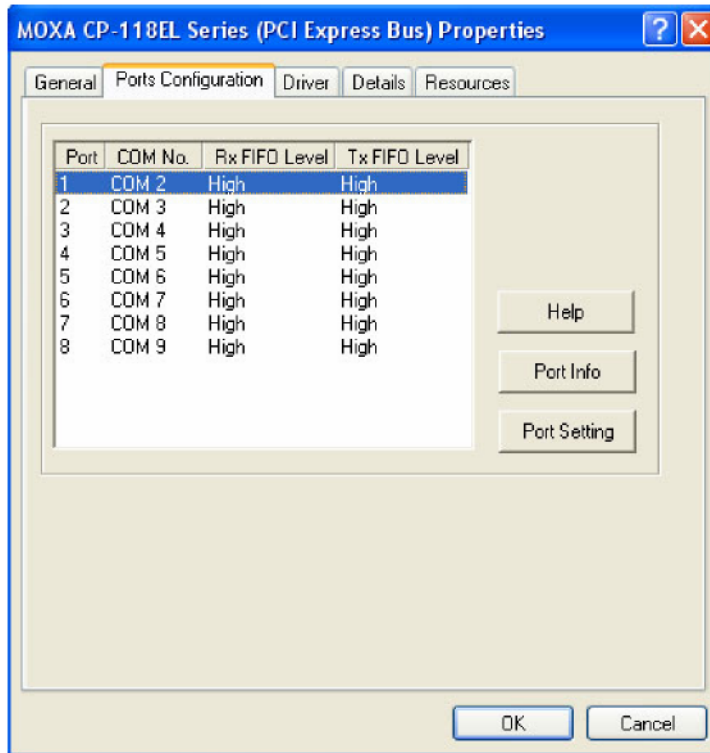 MOXA CP-118EL Series (PCI Express Bus) Properties
General Ports Configuration Driver Details Resources
Port COM No. Rx FIFO Level Tx FIFO Level
1 COM 2 High High
2 COM 3 High High
3 COM 4 High High
4 COM 5 High High
5 COM 6 High High
6 COM 7 High High
7 COM 8 High High
8 COM 9 High High
Help
Port Info
Port Setting
OK Cancel